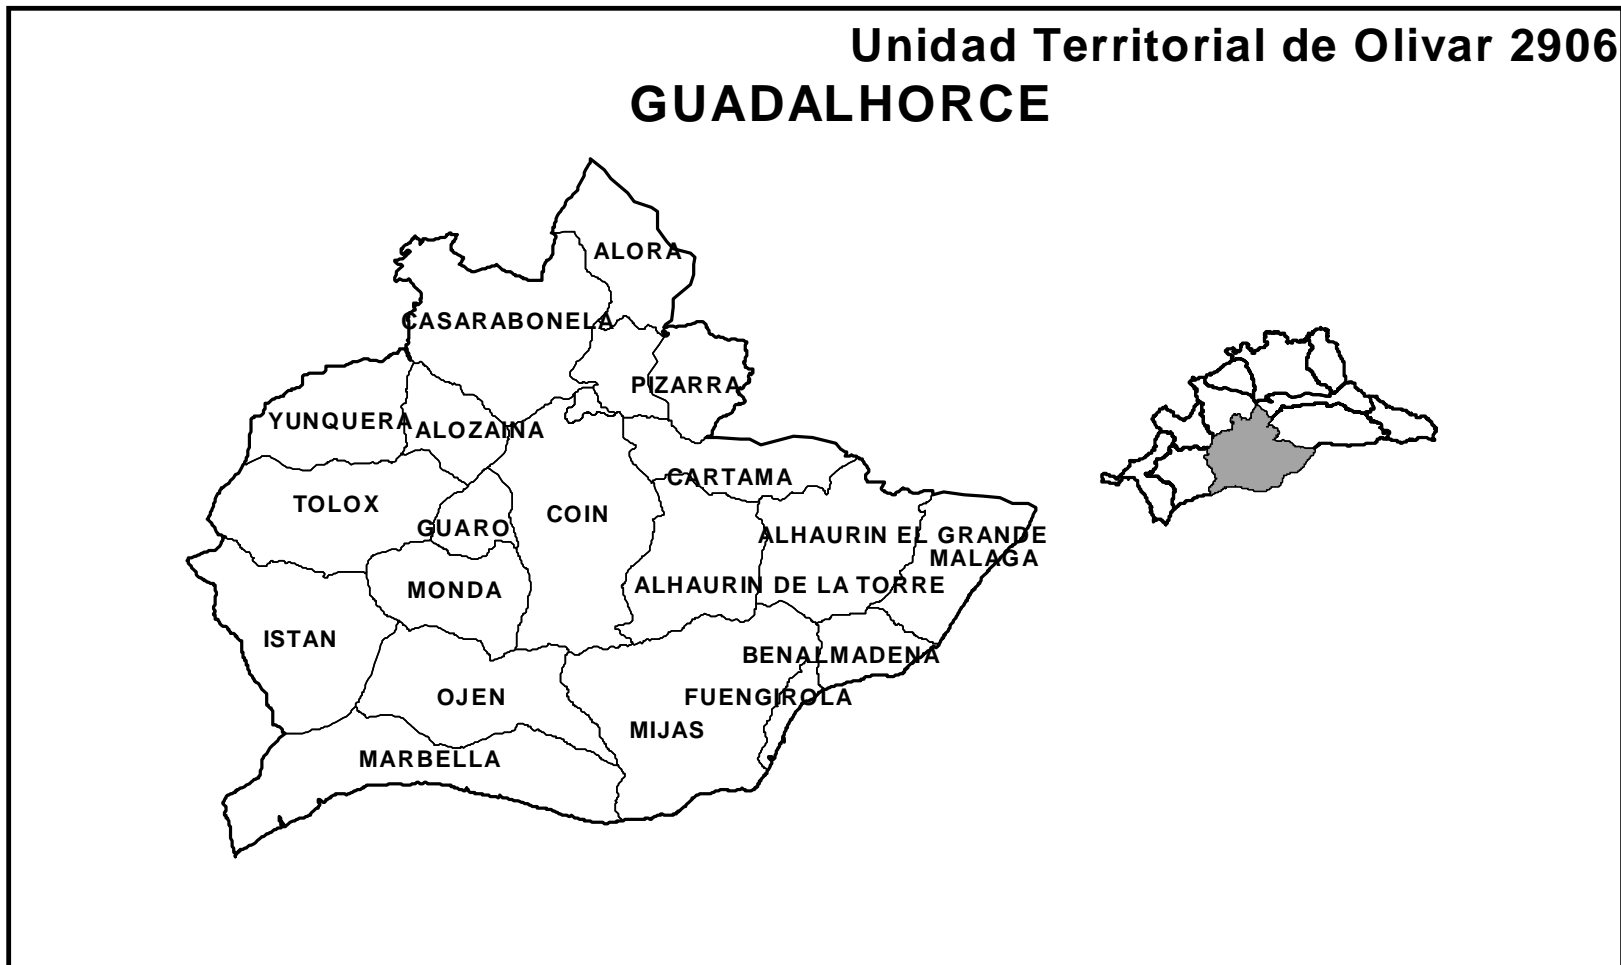 Unidad Territorial de Olivar 2906
GUADALHORCE
ALORA
CASARABONELA
PIZARRA
YUNQUERA
ALOZAINA
CARTAMA
TOLOX
COIN
GUARO
ALHAURIN EL GRANDE
MALAGA
MONDA
ALHAURIN DE LA TORRE
ISTAN
BENALMADENA
OJEN
FUENGIROLA
MIJAS
MARBELLA